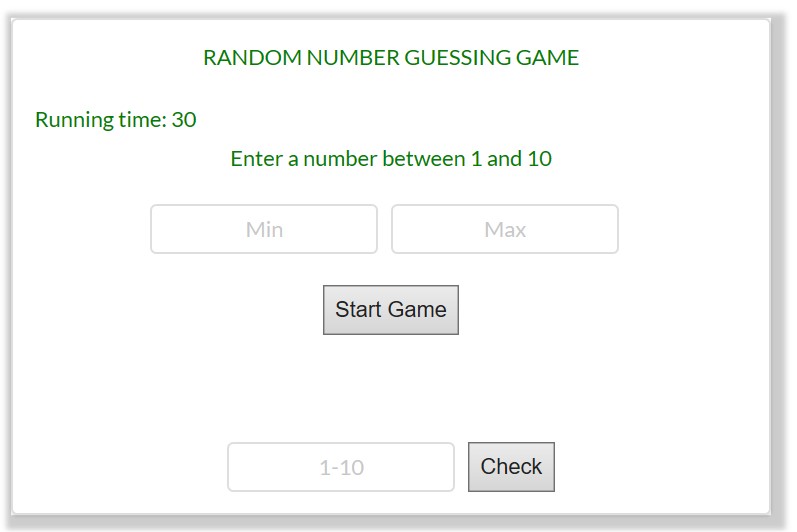 RANDOM NUMBER GUESSING GAME
Running time: 30
Enter a number between 1 and 10
Min Max
Start Game
1-10 Check